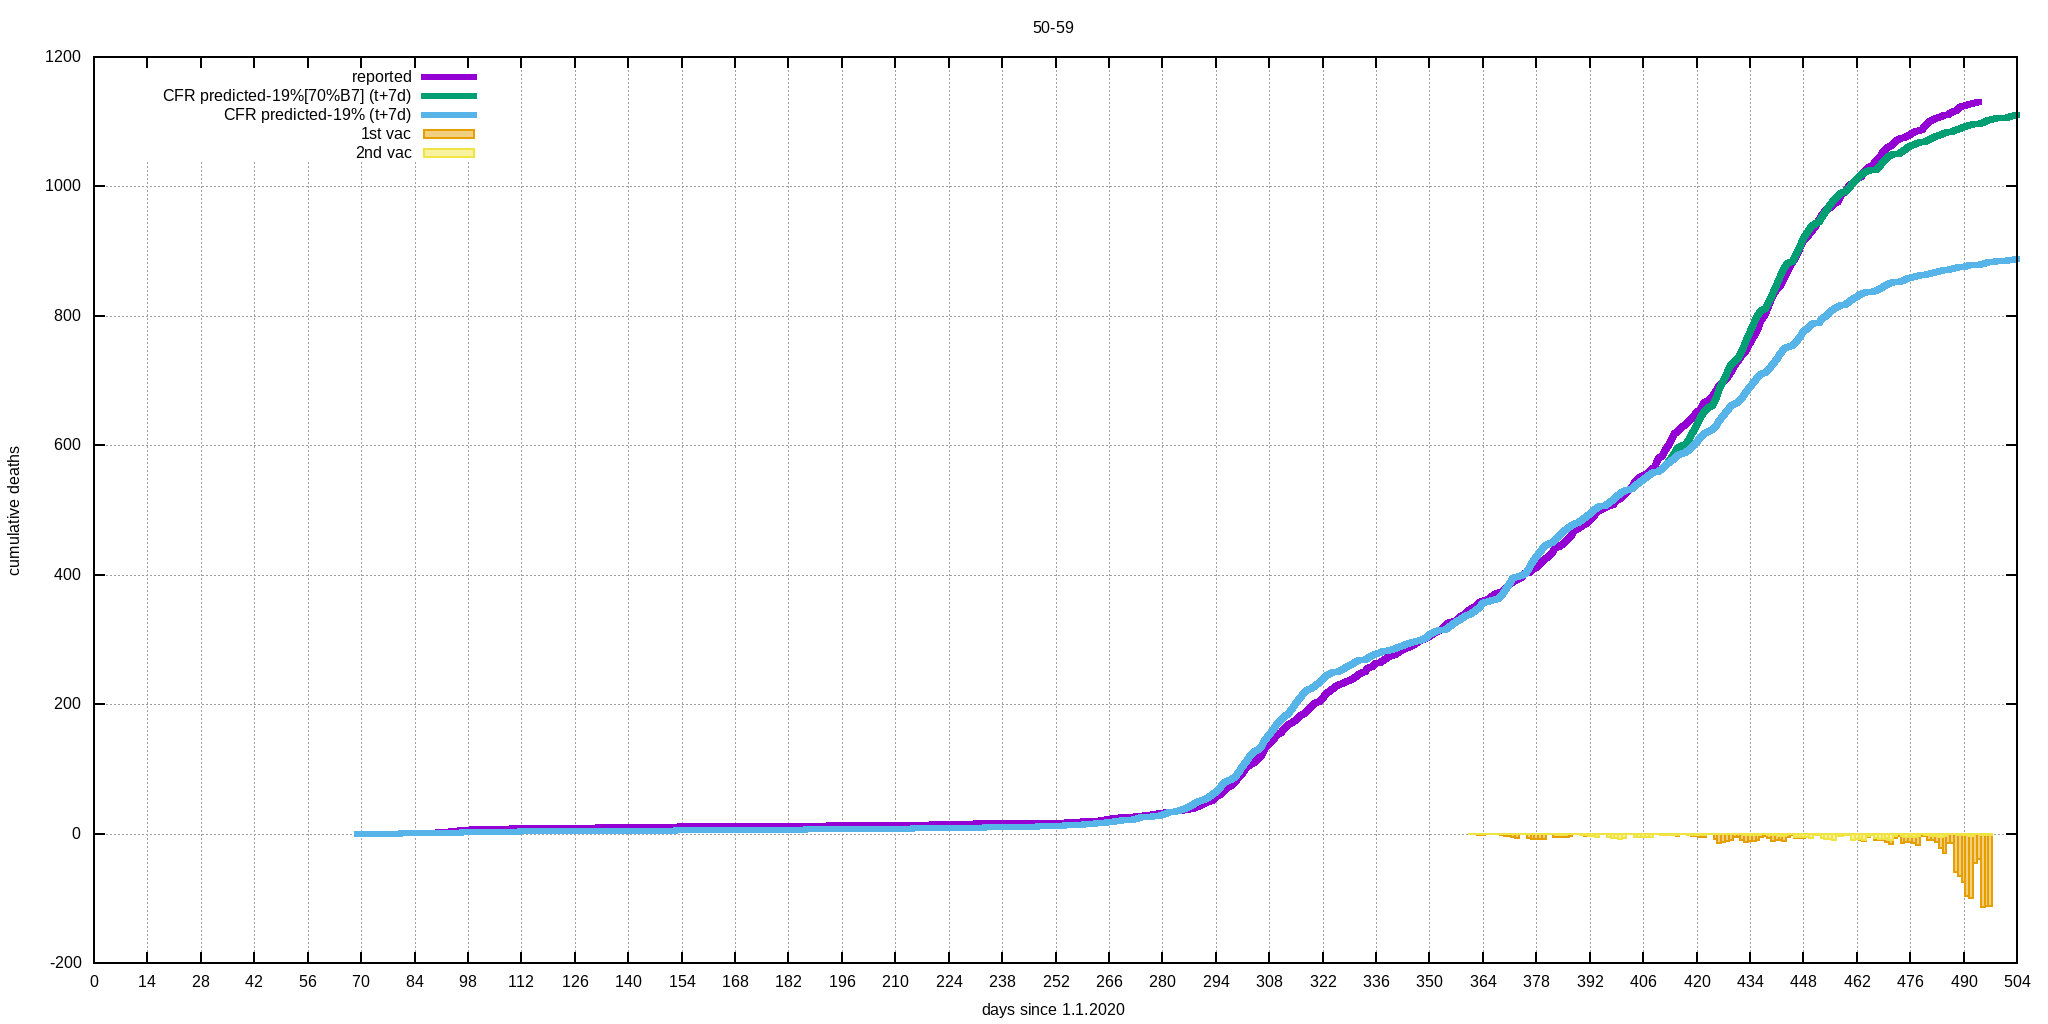 50-59
1200
1000
800
600
400
200
0
-200
cumulative deaths
reported
CFR predicted-19%[70%B7] (t+7d)
CFR predicted-19% (t+7d)
1st vac
2nd vac
0 14 28 42 56 70 84 98 112 126 140 154 168 182 196 210 224 238 252 266 280 294 308 322 336 350 364 378 392 406 420 434 448 462 476 490 504
days since 1.1.2020